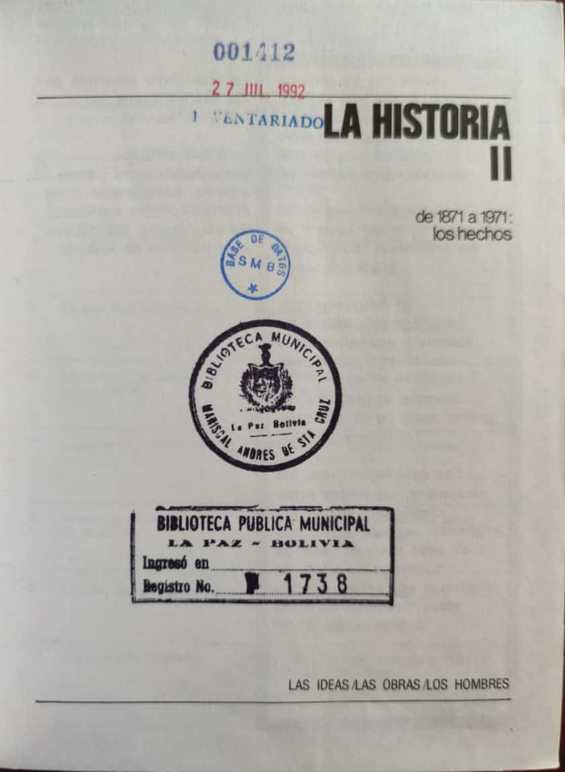 001412
27 JUL. 1992
I VENTARIADO
LA HISTORIA
II
de 1871 a 1971:
los hechos
BASE DE DATOS
SMB
BIBLIOTECA MUNICIPAL
La Paz Bolivia
MARISCAL ANDRES DE STA CRUZ
BIBLIOTECA PUBLICA MUNICIPAL
LA PAZ - BOLIVIA
Ingresó en
Registro No. 1738
LAS IDEAS/LAS OBRAS/LOS HOMBRES